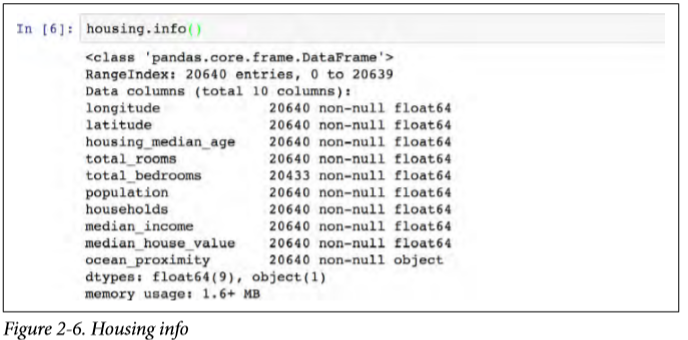 In [6]: housing.info()
<class 'pandas.core.frame.DataFrame'>
RangeIndex: 20640 entries, 0 to 20639
Data columns (total 10 columns):
longitude 20640 non-null float64
latitude 20640 non-null float64
housing_median_age 20640 non-null float64
total_rooms 20640 non-null float64
total_bedrooms 20433 non-null float64
population 20640 non-null float64
households 20640 non-null float64
median_income 20640 non-null float64
median_house_value 20640 non-null float64
ocean_proximity 20640 non-null object
dtypes: float64(9), object(1)
memory usage: 1.6+ MB
Figure 2-6. Housing info